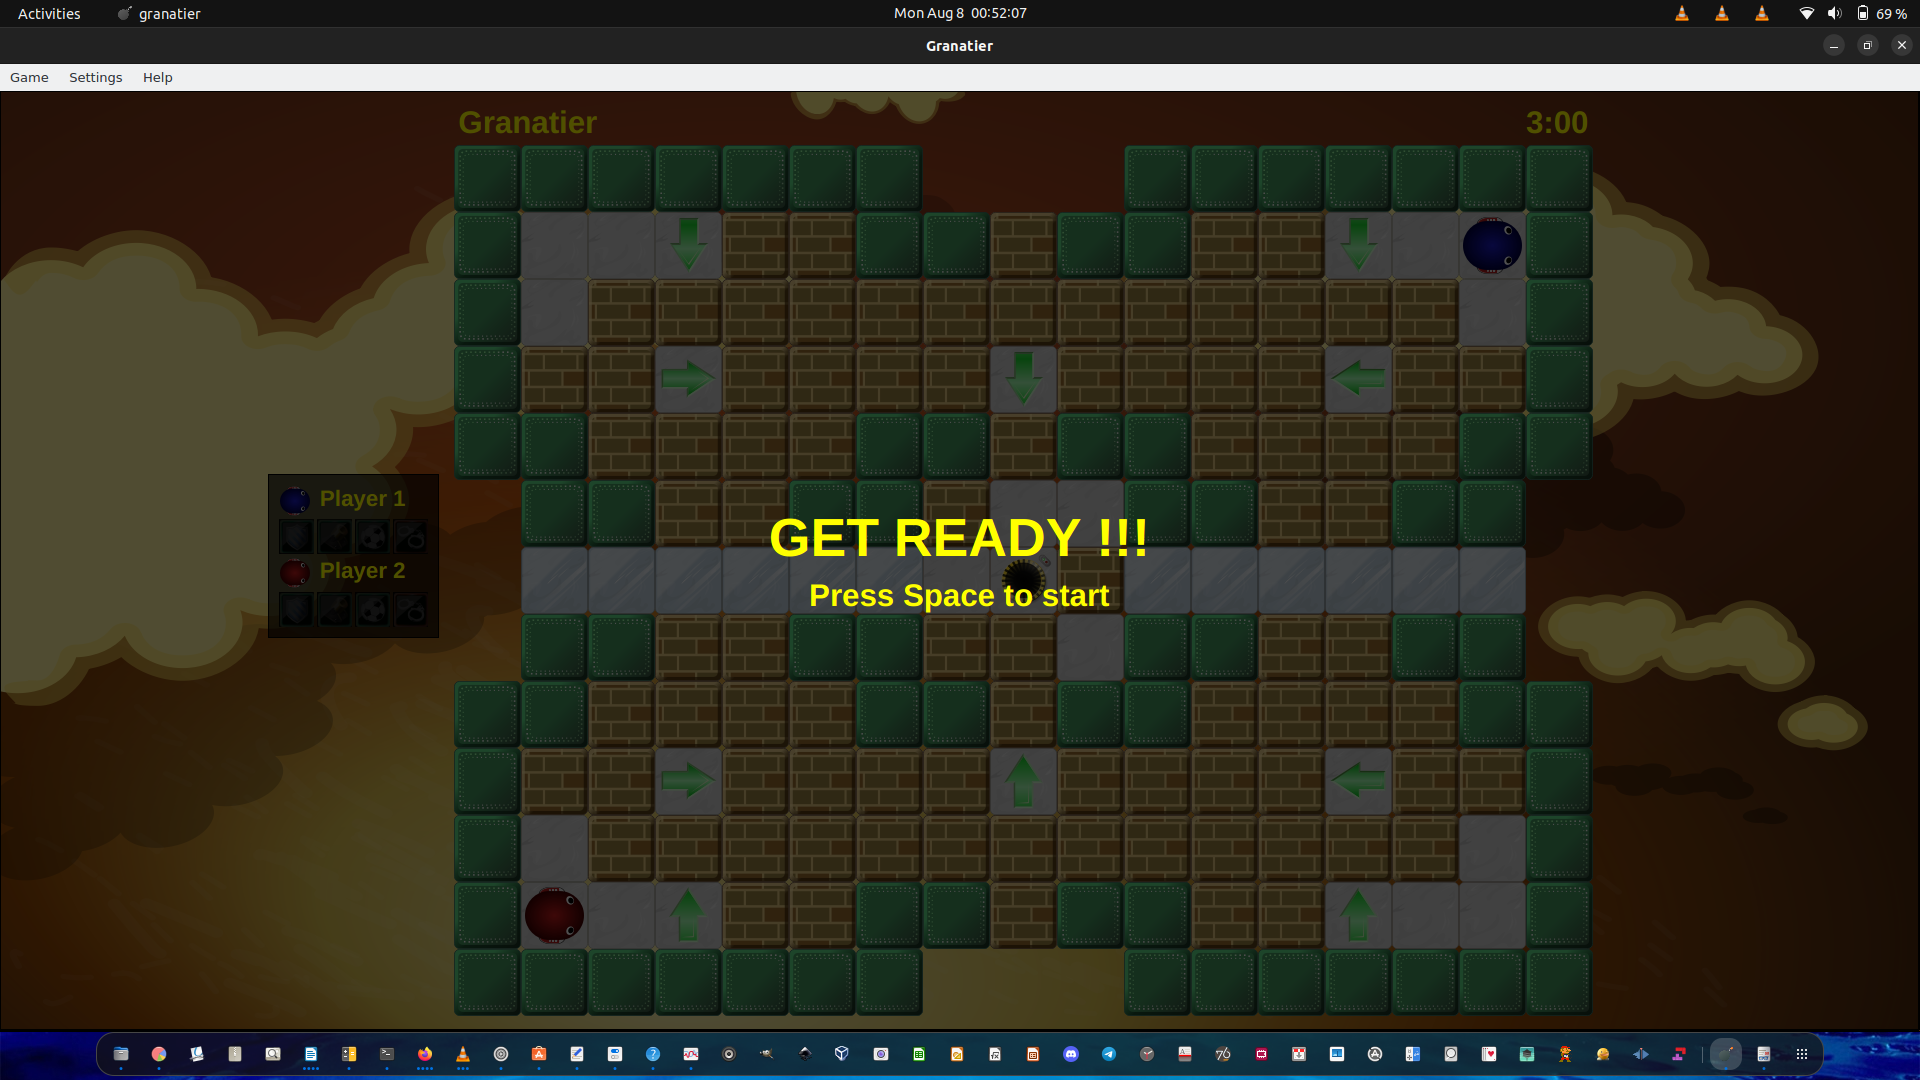 Activities
granatier
Mon Aug 8 00:52:07
69 %
Granatier
Game Settings Help
Granatier
3:00
Player 1
Player 2
GET READY !!!
Press Space to start